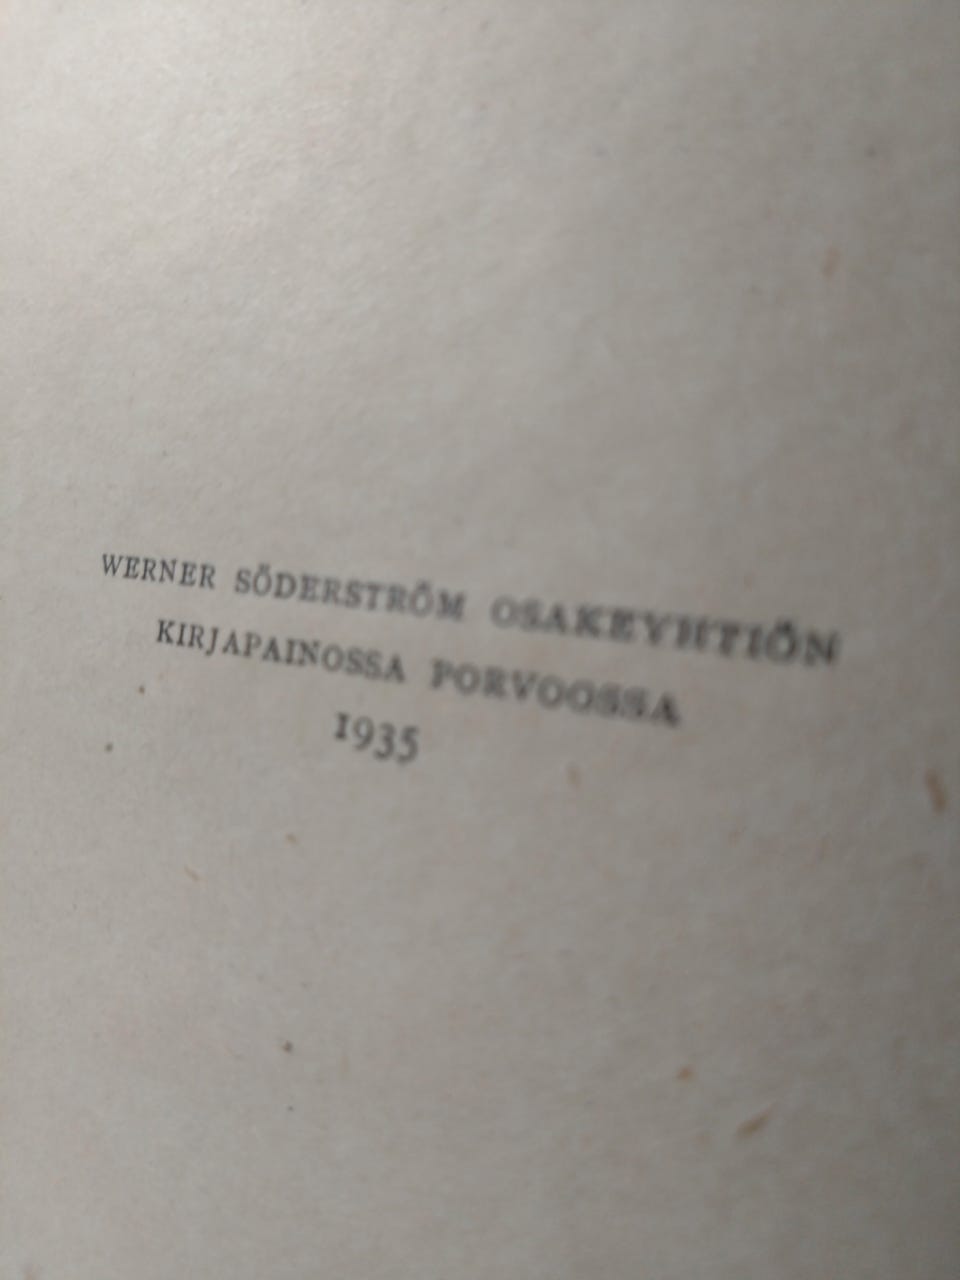 WERNER SÖDERSTRÖM OSAKEYHTIÖN
KIRJAPAINOSSA PORVOOSSA
1935